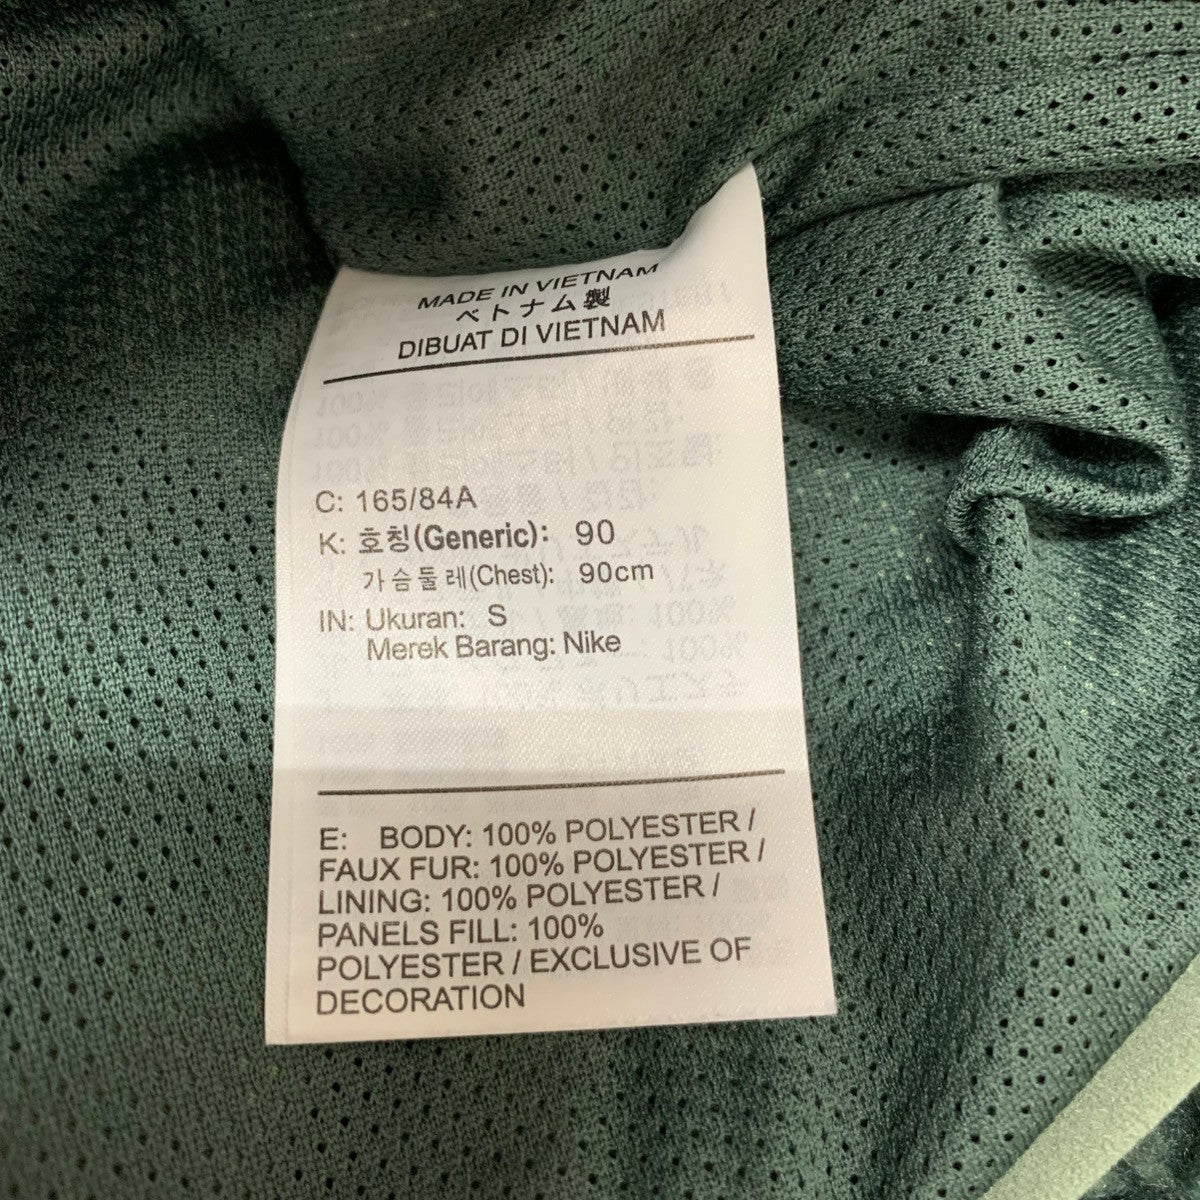 MADE IN VIETNAM
ベトナム製
DIBUAT DI VIETNAM
C: 165/84A
K: 호칭(Generic): 90
가슴둘레(Chest): 90cm
IN: Ukuran: S
Merek Barang: Nike
E: BODY: 100% POLYESTER /
FAUX FUR: 100% POLYESTER /
LINING: 100% POLYESTER /
PANELS FILL: 100%
POLYESTER / EXCLUSIVE OF
DECORATION